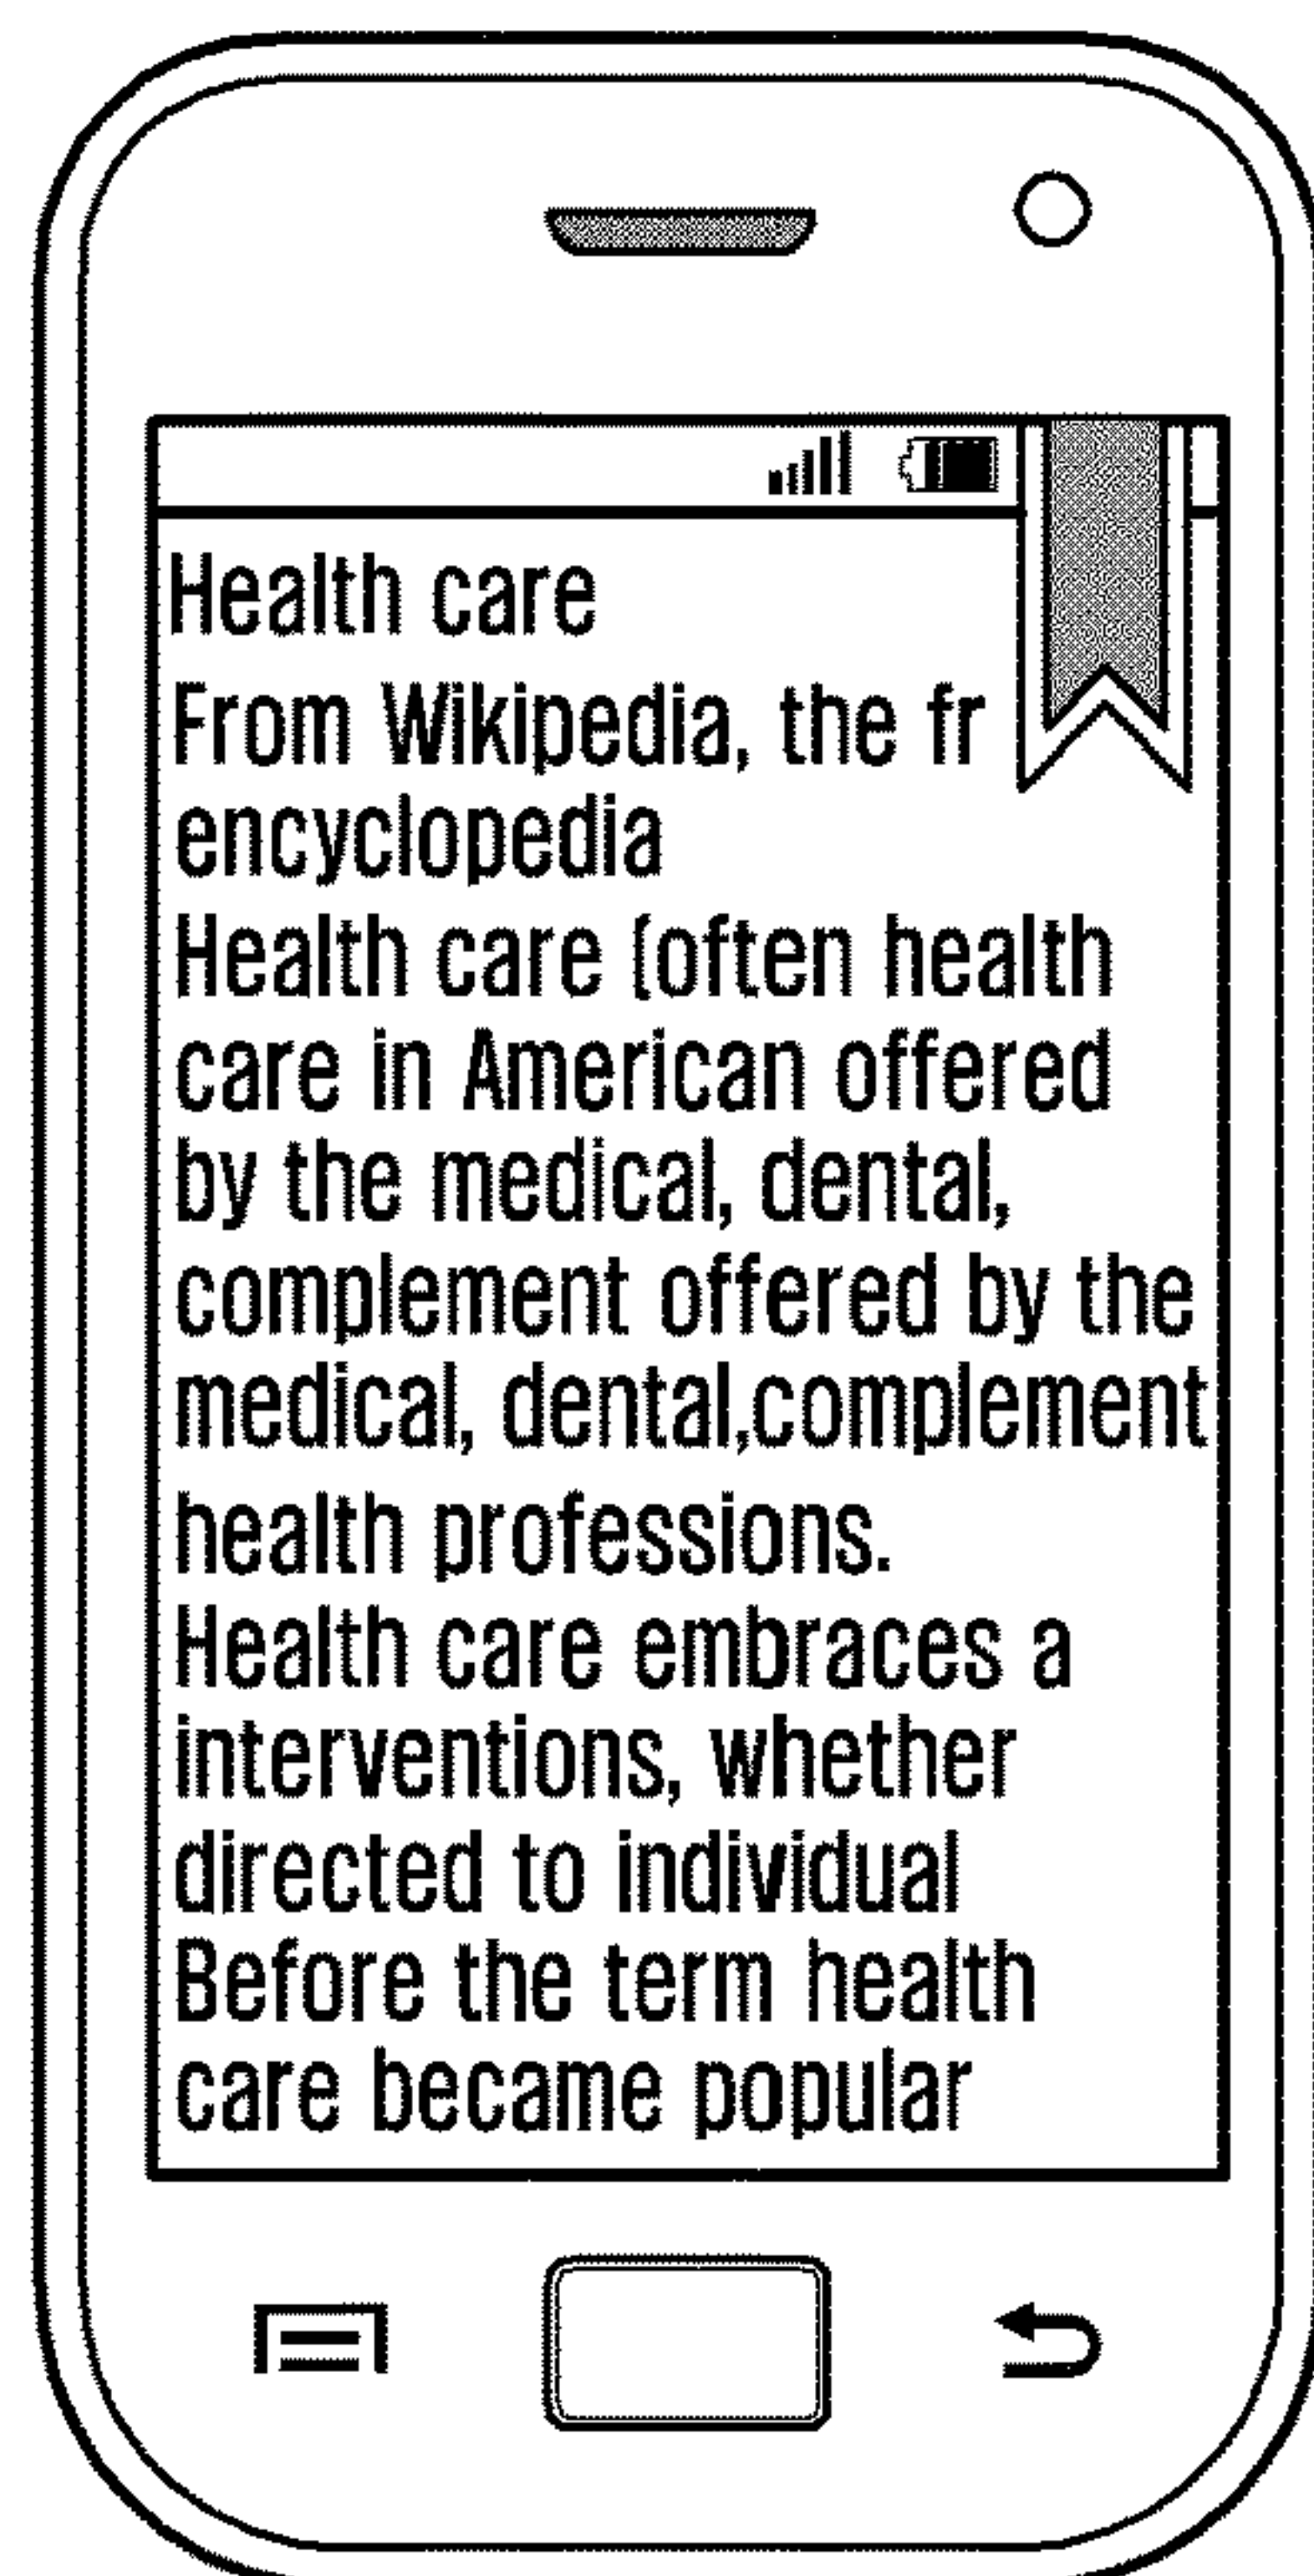 Health care
From Wikipedia, the fr
encyclopedia
Health care (often health
care in American offered
by the medical, dental,
complement offered by the
medical, dental,complement
health professions.
Health care embraces a
interventions, whether
directed to individual
Before the term health
care became popular